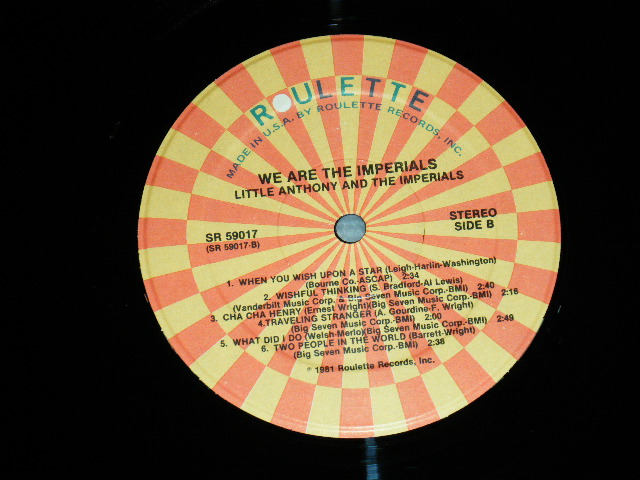 ROULETTE
MADE IN U.S.A. BY ROULETTE RECORDS, INC.
WE ARE THE IMPERIALS
LITTLE ANTHONY AND THE IMPERIALS
SR 59017
(SR 59017-B)
STEREO
SIDE B
1. WHEN YOU WISH UPON A STAR (Leigh-Harlin-Washington)
(Bourne Co.-ASCAP) 2:34
2. WISHFUL THINKING (S. Bradford-Al Lewis)
(Vanderbilt Music Corp. & Big Seven Music Corp.-BMI) 2:40
3. CHA CHA HENRY (Ernest Wright)(Big Seven Music Corp.-BMI) 2:16
4.TRAVELING STRANGER (A. Gourdine-F. Wright)
(Big Seven Music Corp.-BMI) 2:00
5. WHAT DID I DO (Welsh-Merlo)(Big Seven Music Corp.-BMI) 2:49
6. TWO PEOPLE IN THE WORLD (Barrett-Wright)
(Big Seven Music Corp.-BMI) 2:38
℗ 1981 Roulette Records, Inc.